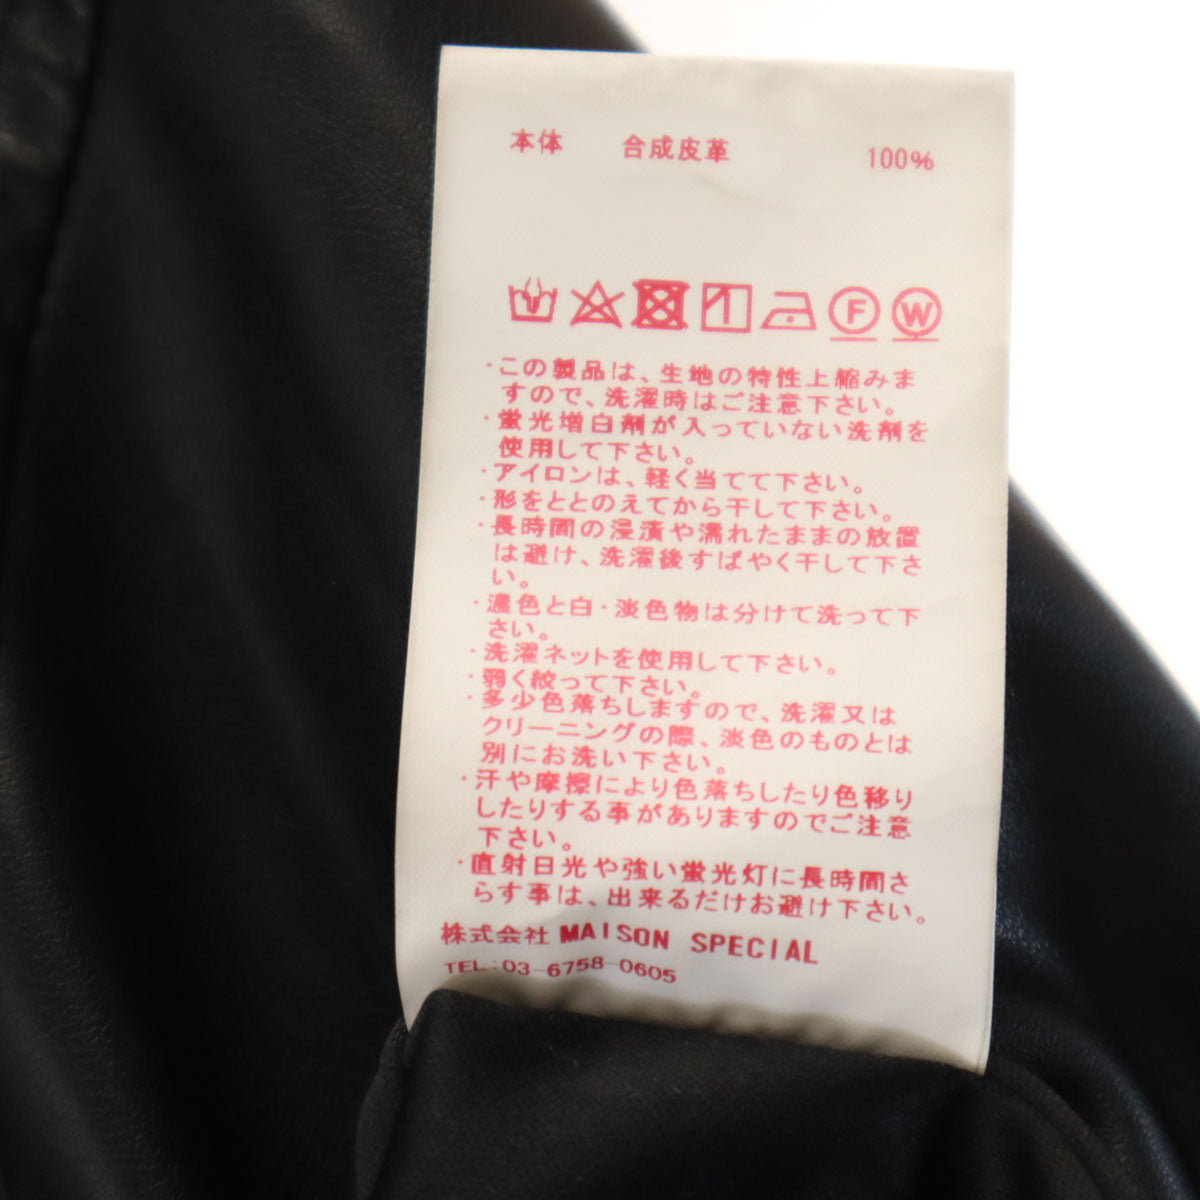 本体 合成皮革 100%
F W
・この製品は、生地の特性上縮みま
すので、洗濯時はご注意下さい。
・蛍光増白剤が入っていない洗剤を
使用して下さい。
・アイロンは、軽く当てて下さい。
・形をととのえてから干して下さい。
・長時間の浸漬や濡れたままの放置
は避け、洗濯後すばやく干して下さ
い。
・濃色と白・淡色物は分けて洗って下
さい。
・洗濯ネットを使用して下さい。
・弱く絞って下さい。
・多少色落ちしますので、洗濯又は
クリーニングの際、淡色のものとは
別にお洗い下さい。
・汗や摩擦により色落ちしたり色移り
したりする事がありますのでご注意
下さい。
・直射日光や強い蛍光灯に長時間さ
らす事は、出来るだけお避け下さい。
株式会社 MAISON SPECIAL
TEL:03-6758-0605